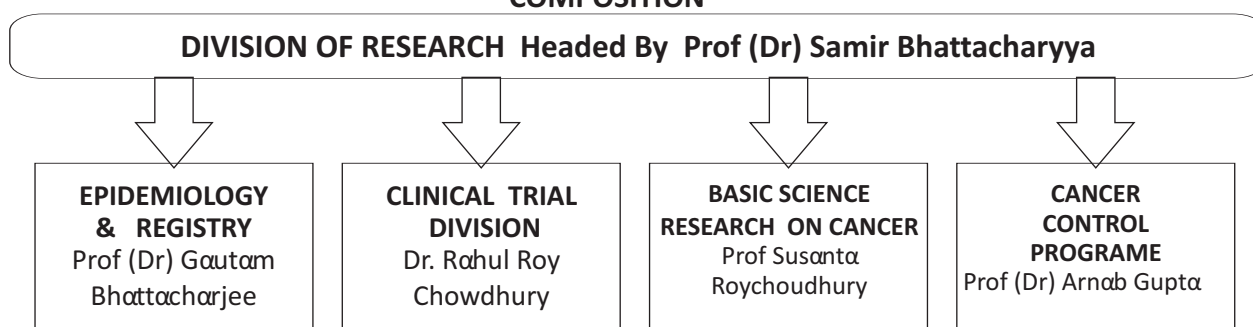 COMPOSITION
DIVISION OF RESEARCH Headed By Prof (Dr) Samir Bhattacharyya
EPIDEMIOLOGY
& REGISTRY
Prof (Dr) Gautam
Bhattacharjee
CLINICAL TRIAL
DIVISION
Dr. Rahul Roy
Chowdhury
BASIC SCIENCE
RESEARCH ON CANCER
Prof Susanta
Roychoudhury
CANCER
CONTROL
PROGRAME
Prof (Dr) Arnab Gupta